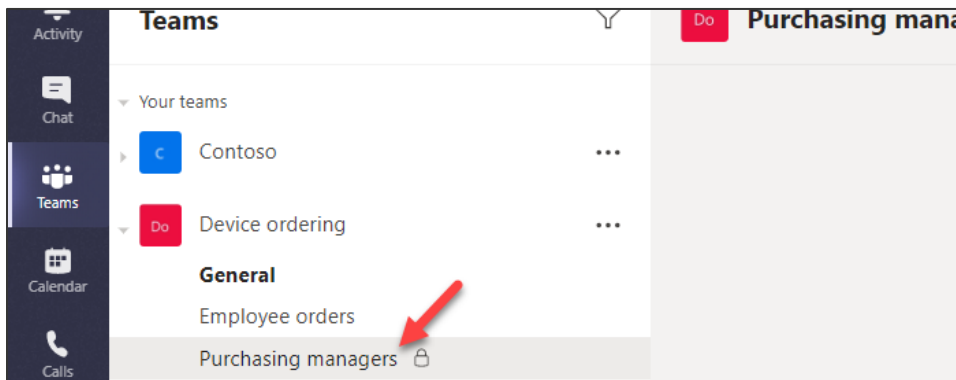 Activity
Chat
Teams
Calendar
Calls
Teams
Your teams
C
Contoso
...
Do
Device ordering
...
General
Employee orders
Purchasing managers
Do
Purchasing mana